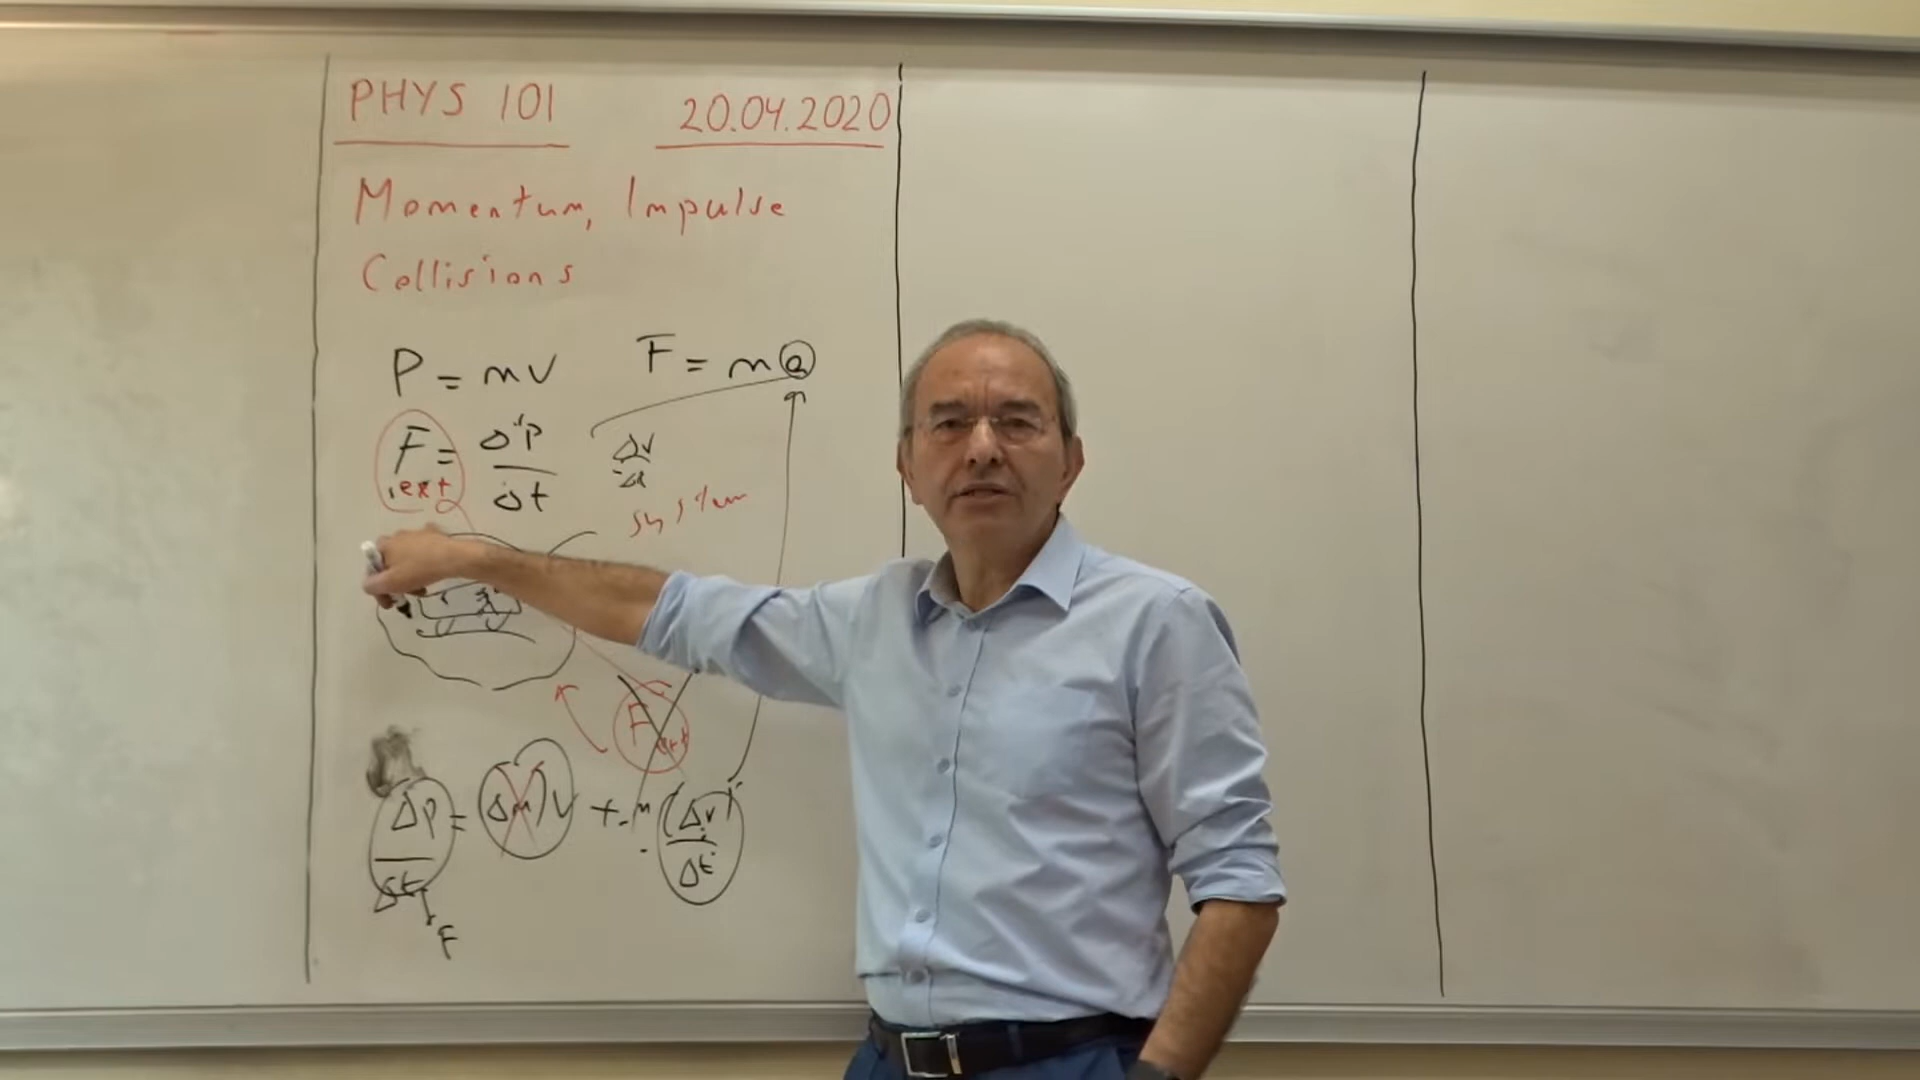 PHYS 101 20.04.2020
Momentum, Impulse
Collisions
P = mV F = ma
F = ΔP ΔV
ext Δt
system
F ext
ΔP = (Δm)V + m (ΔV)
Δt Δt
F